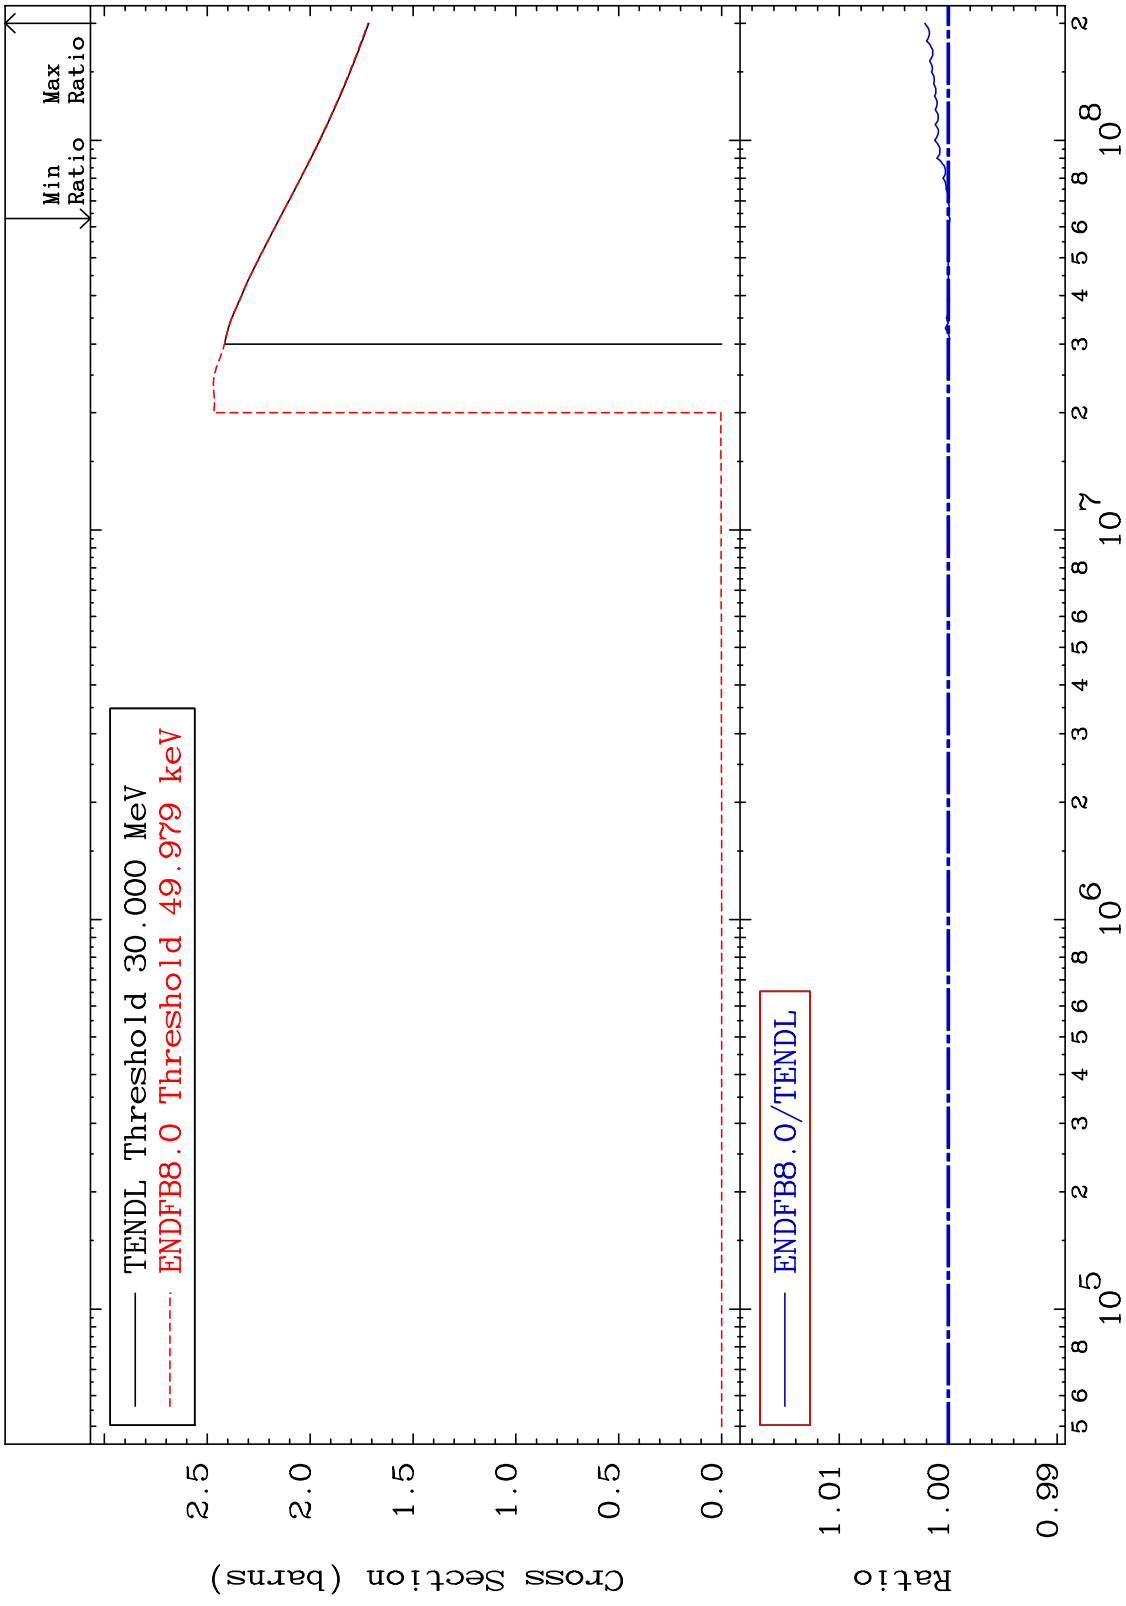 Min
Ratio
Max
Ratio
TENDL Threshold 30.000 MeV
ENDFB8.0 Threshold 49.979 keV
2.5
2.0
1.5
1.0
0.5
0.0
Cross Section (barns)
ENDFB8.0/TENDL
1.01
1.00
0.99
Ratio
5 6 8 10^5 2 3 4 5 6 8 10^6 2 3 4 5 6 8 10^7 2 3 4 5 6 8 10^8 2